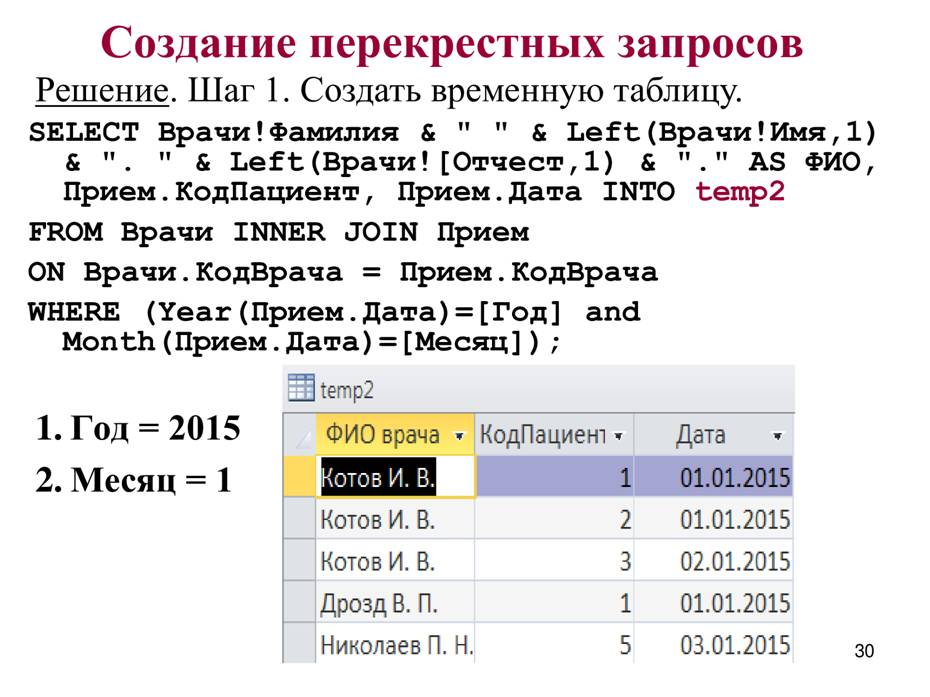 Создание перекрестных запросов
Решение. Шаг 1. Создать временную таблицу.
SELECT Врачи!Фамилия & " " & Left(Врачи!Имя,1)
& ". " & Left(Врачи![Отчест,1) & "." AS ФИО,
Прием.КодПациент, Прием.Дата INTO temp2
FROM Врачи INNER JOIN Прием
ON Врачи.КодВрача = Прием.КодВрача
WHERE (Year(Прием.Дата)=[Год] and
Month(Прием.Дата)=[Месяц]);
1. Год = 2015
2. Месяц = 1
temp2
ФИО врача КодПациент Дата
Котов И. В. 1 01.01.2015
Котов И. В. 2 01.01.2015
Котов И. В. 3 02.01.2015
Дрозд В. П. 1 01.01.2015
Николаев П. Н. 5 03.01.2015
30